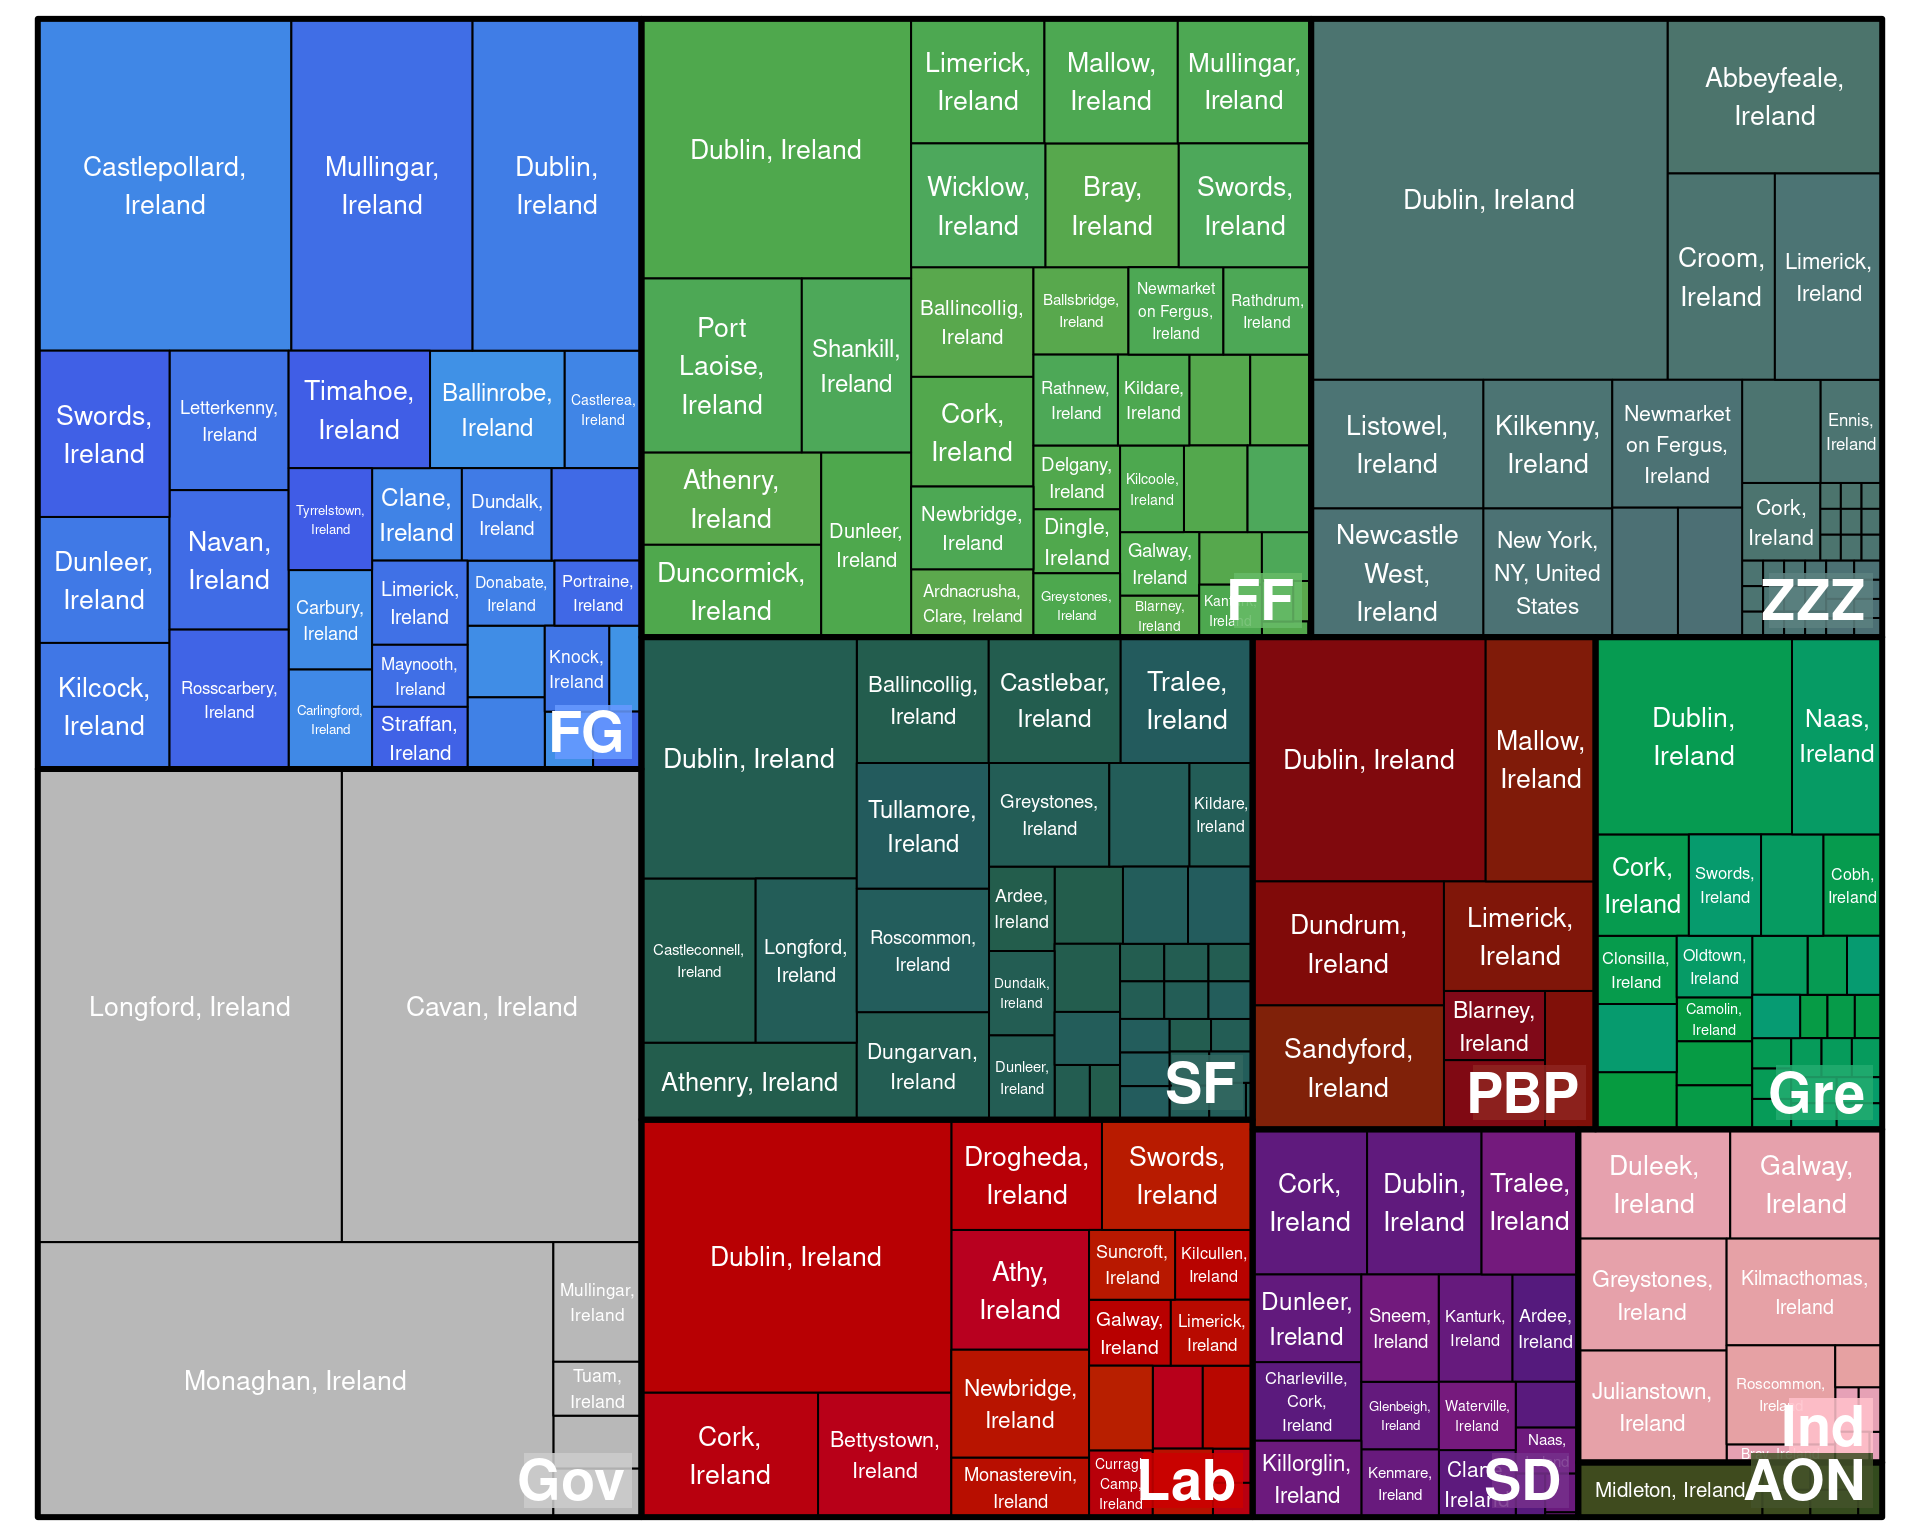 Castlepollard,
Ireland
Mullingar,
Ireland
Dublin,
Ireland
Swords,
Ireland
Letterkenny,
Ireland
Timahoe,
Ireland
Ballinrobe,
Ireland
Castlerea,
Ireland
Dunleer,
Ireland
Navan,
Ireland
Tyrrelstown,
Ireland
Clane,
Ireland
Dundalk,
Ireland
Carbury,
Ireland
Limerick,
Ireland
Donabate,
Ireland
Portraine,
Ireland
Kilcock,
Ireland
Rosscarbery,
Ireland
Carlingford,
Ireland
Maynooth,
Ireland
Straffan,
Ireland
Knock,
Ireland
FG
Longford, Ireland
Cavan, Ireland
Monaghan, Ireland
Mullingar,
Ireland
Tuam,
Ireland
Gov
Dublin, Ireland
Limerick,
Ireland
Mallow,
Ireland
Mullingar,
Ireland
Wicklow,
Ireland
Bray,
Ireland
Swords,
Ireland
Port
Laoise,
Ireland
Shankill,
Ireland
Athenry,
Ireland
Duncormick,
Ireland
Dunleer,
Ireland
Ballincollig,
Ireland
Cork,
Ireland
Newbridge,
Ireland
Ardnacrusha,
Clare, Ireland
Ballsbridge,
Ireland
Newmarket
on Fergus,
Ireland
Rathdrum,
Ireland
Rathnew,
Ireland
Kildare,
Ireland
Delgany,
Ireland
Kilcoole,
Ireland
Dingle,
Ireland
Greystones,
Ireland
Galway,
Ireland
Blarney,
Ireland
Ireland
FF
Dublin, Ireland
Abbeyfeale,
Ireland
Croom,
Ireland
Limerick,
Ireland
Listowel,
Ireland
Kilkenny,
Ireland
Newmarket
on Fergus,
Ireland
Ennis,
Ireland
Newcastle
West,
Ireland
New York,
NY, United
States
Cork,
Ireland
ZZZ
Dublin, Ireland
Ballincollig,
Ireland
Castlebar,
Ireland
Tralee,
Ireland
Tullamore,
Ireland
Greystones,
Ireland
Kildare,
Ireland
Castleconnell,
Ireland
Longford,
Ireland
Roscommon,
Ireland
Ardee,
Ireland
Dundalk,
Ireland
Athenry, Ireland
Dungarvan,
Ireland
Dunleer,
Ireland
SF
Dublin, Ireland
Mallow,
Ireland
Dundrum,
Ireland
Limerick,
Ireland
Sandyford,
Ireland
Blarney,
Ireland
PBP
Dublin,
Ireland
Naas,
Ireland
Cork,
Ireland
Swords,
Ireland
Cobh,
Ireland
Clonsilla,
Ireland
Oldtown,
Ireland
Camolin,
Ireland
Gre
Dublin, Ireland
Drogheda,
Ireland
Swords,
Ireland
Athy,
Ireland
Suncroft,
Ireland
Kilcullen,
Ireland
Galway,
Ireland
Limerick,
Ireland
Cork,
Ireland
Bettystown,
Ireland
Newbridge,
Ireland
Monasterevin,
Ireland
Curragh
Camp,
Ireland
Lab
Cork,
Ireland
Dublin,
Ireland
Tralee,
Ireland
Dunleer,
Ireland
Sneem,
Ireland
Kanturk,
Ireland
Ardee,
Ireland
Charleville,
Cork,
Ireland
Glenbeigh,
Ireland
Waterville,
Ireland
Naas,
Ireland
Killorglin,
Ireland
Kenmare,
Ireland
Clane,
Ireland
SD
Duleek,
Ireland
Galway,
Ireland
Greystones,
Ireland
Kilmacthomas,
Ireland
Julianstown,
Ireland
Roscommon,
Ireland
Ind
Midleton, Ireland
AON